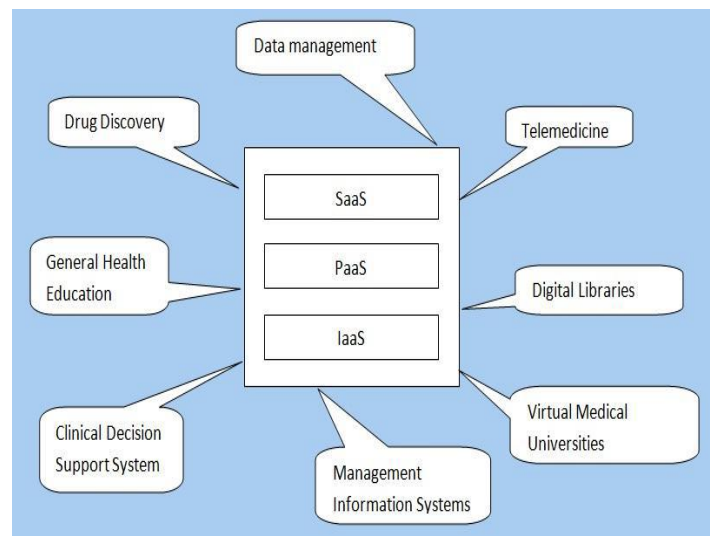 Data management
Drug Discovery
Telemedicine
SaaS
General Health
Education
PaaS
Digital Libraries
IaaS
Clinical Decision
Support System
Virtual Medical
Universities
Management
Information Systems